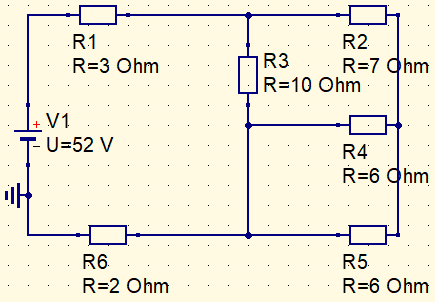 R1
R=3 Ohm
R2
R=7 Ohm
R3
R=10 Ohm
+
V1
− U=52 V
R4
R=6 Ohm
R6
R=2 Ohm
R5
R=6 Ohm